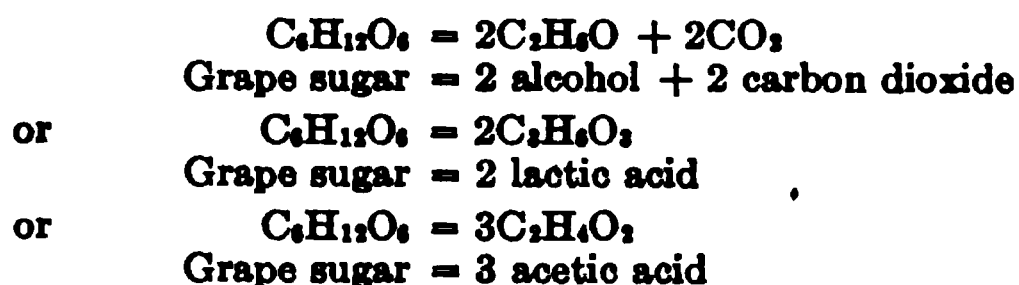 C₆H₁₂O₆ = 2C₂H₆O + 2CO₂
Grape sugar = 2 alcohol + 2 carbon dioxide
or C₆H₁₂O₆ = 2C₃H₆O₃
Grape sugar = 2 lactic acid
or C₆H₁₂O₆ = 3C₂H₄O₂
Grape sugar = 3 acetic acid